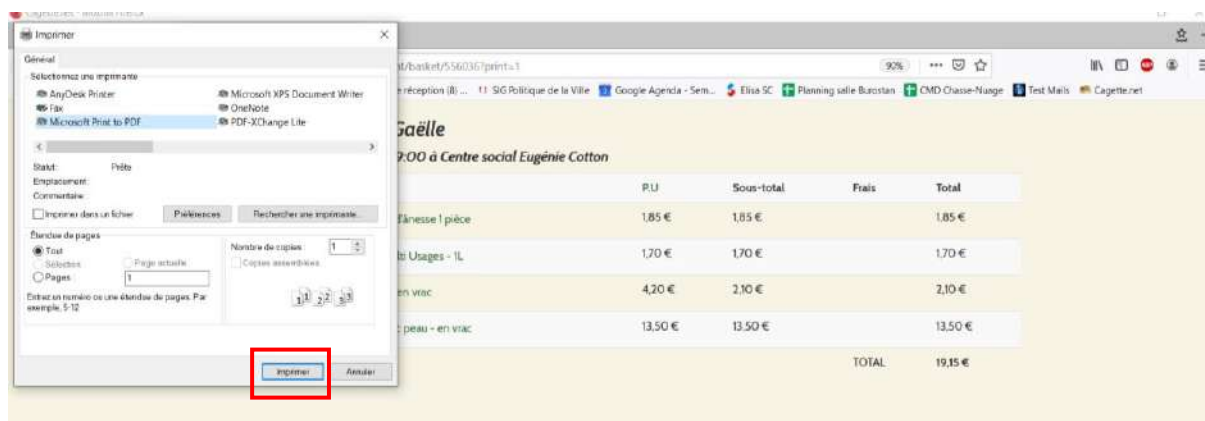 Imprimer
Général
Sélectionnez une imprimante
AnyDesk Printer
Microsoft XPS Document Writer
Fax
OneNote
Microsoft Print to PDF
PDF-XChange Lite
Statut: Prête
Emplacement:
Commentaire:
Imprimer dans un fichier
Préférences
Rechercher une imprimante...
Étendue de pages
Tout
Sélection
Page actuelle
Pages: 1
Entrez un numéro ou une étendue de pages. Par
exemple, 5-12
Nombre de copies: 1
Copies assemblées
11 22 33
Imprimer
Annuler
at/basket/556036?print=1
90%
réception (8) ... SIG Politique de la Ville Google Agenda - Sem... Elisa SC Planning salle Burostan CMD Chasse-Nuage Test Mails Cagette.net
Gaëlle
9:00 à Centre social Eugénie Cotton
P.U Sous-total Frais Total
d'ânesse 1 pièce 1,85 € 1,85 € 1,85 €
ti Usages - 1L 1,70 € 1,70 € 1,70 €
en vrac 4,20 € 2,10 € 2,10 €
peau - en vrac 13,50 € 13,50 € 13,50 €
TOTAL 19,15 €